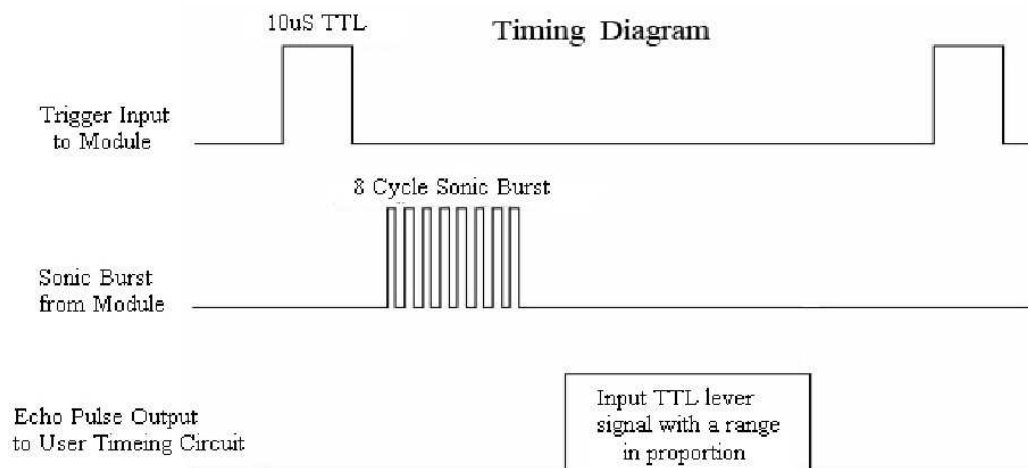 10uS TTL
Timing Diagram
Trigger Input
to Module
8 Cycle Sonic Burst
Sonic Burst
from Module
Echo Pulse Output
to User Timeing Circuit
Input TTL lever
signal with a range
in proportion